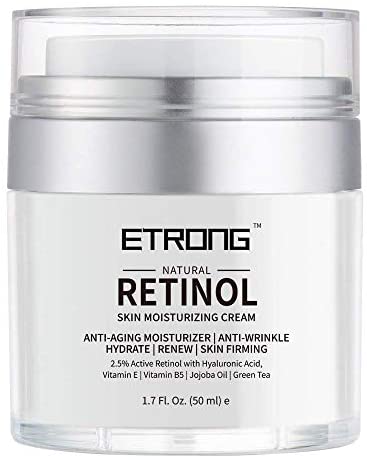 ETRONG™
NATURAL
RETINOL
SKIN MOISTURIZING CREAM
ANTI-AGING MOISTURIZER | ANTI-WRINKLE
HYDRATE | RENEW | SKIN FIRMING
2.5% Active Retinol with Hyaluronic Acid,
Vitamin E | Vitamin B5 | Jojoba Oil | Green Tea
1.7 Fl. Oz. (50 ml) e